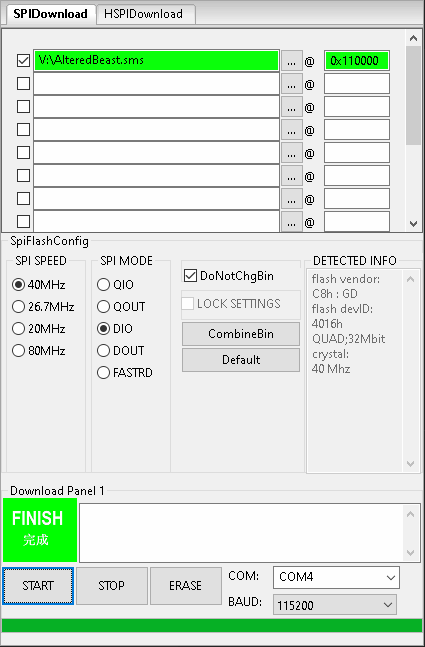 SPIDownload HSPIDownload
V:\AlteredBeast.sms ... @ 0x110000
... @
... @
... @
... @
... @
... @
... @
SpiFlashConfig
SPI SPEED
40MHz
26.7MHz
20MHz
80MHz
SPI MODE
QIO
QOUT
DIO
DOUT
FASTRD
DoNotChgBin
LOCK SETTINGS
CombineBin
Default
DETECTED INFO
flash vendor:
C8h : GD
flash devID:
4016h
QUAD;32Mbit
crystal:
40 Mhz
Download Panel 1
FINISH
完成
START STOP ERASE
COM: COM4
BAUD: 115200